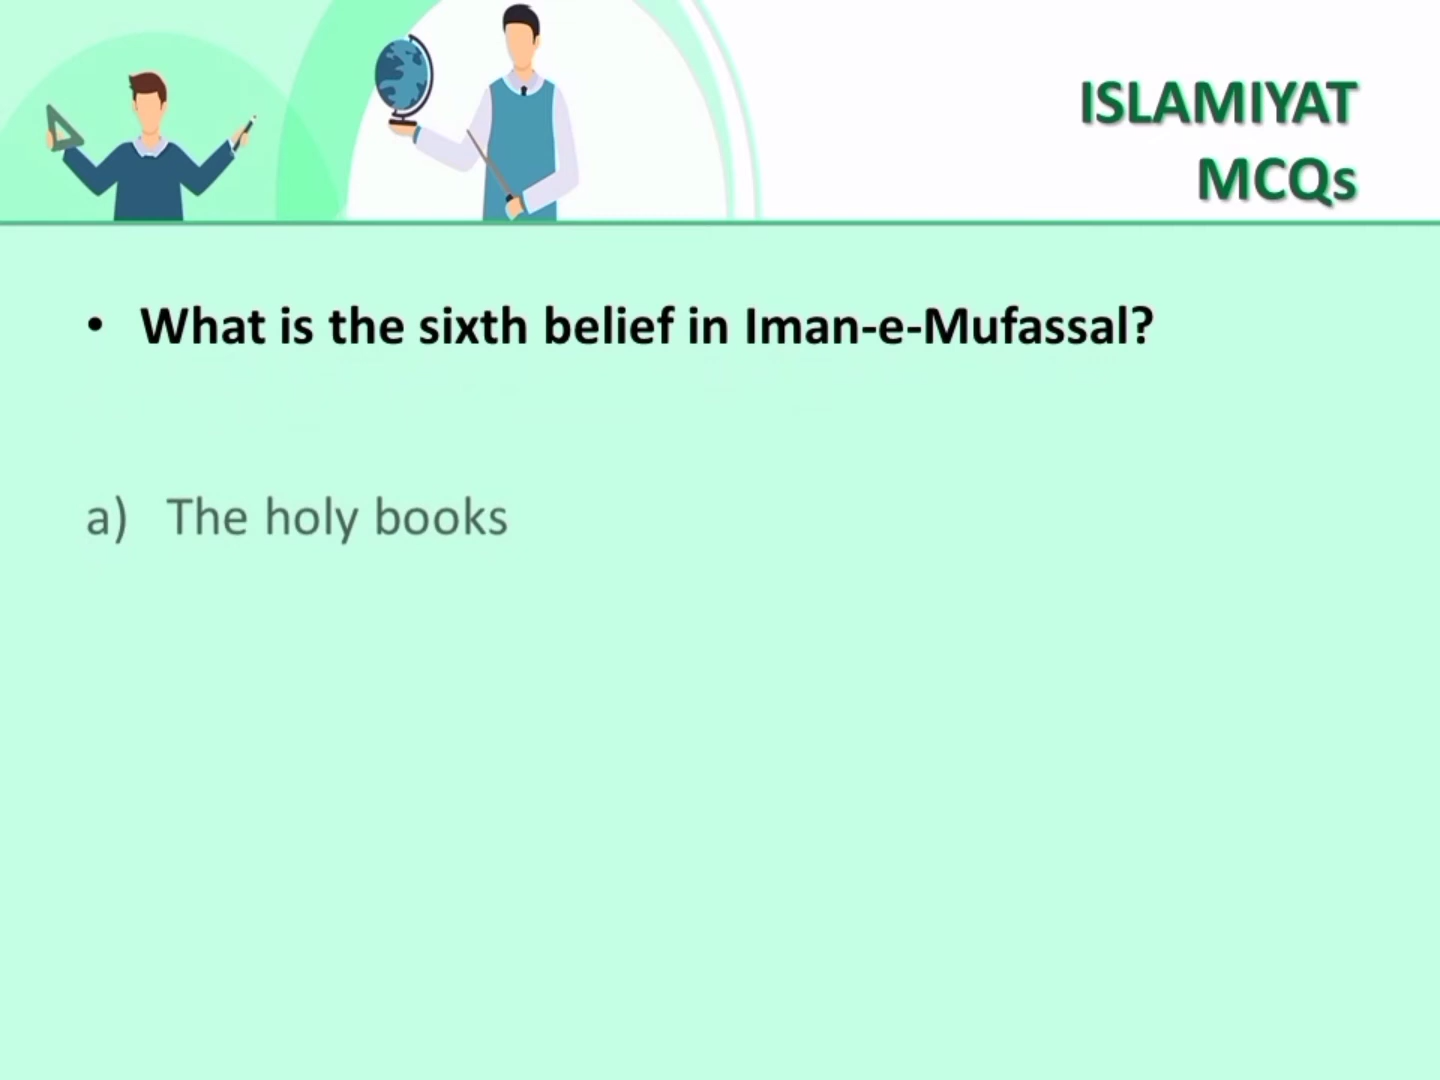 ISLAMIYAT
MCQs
• What is the sixth belief in Iman-e-Mufassal?
a) The holy books